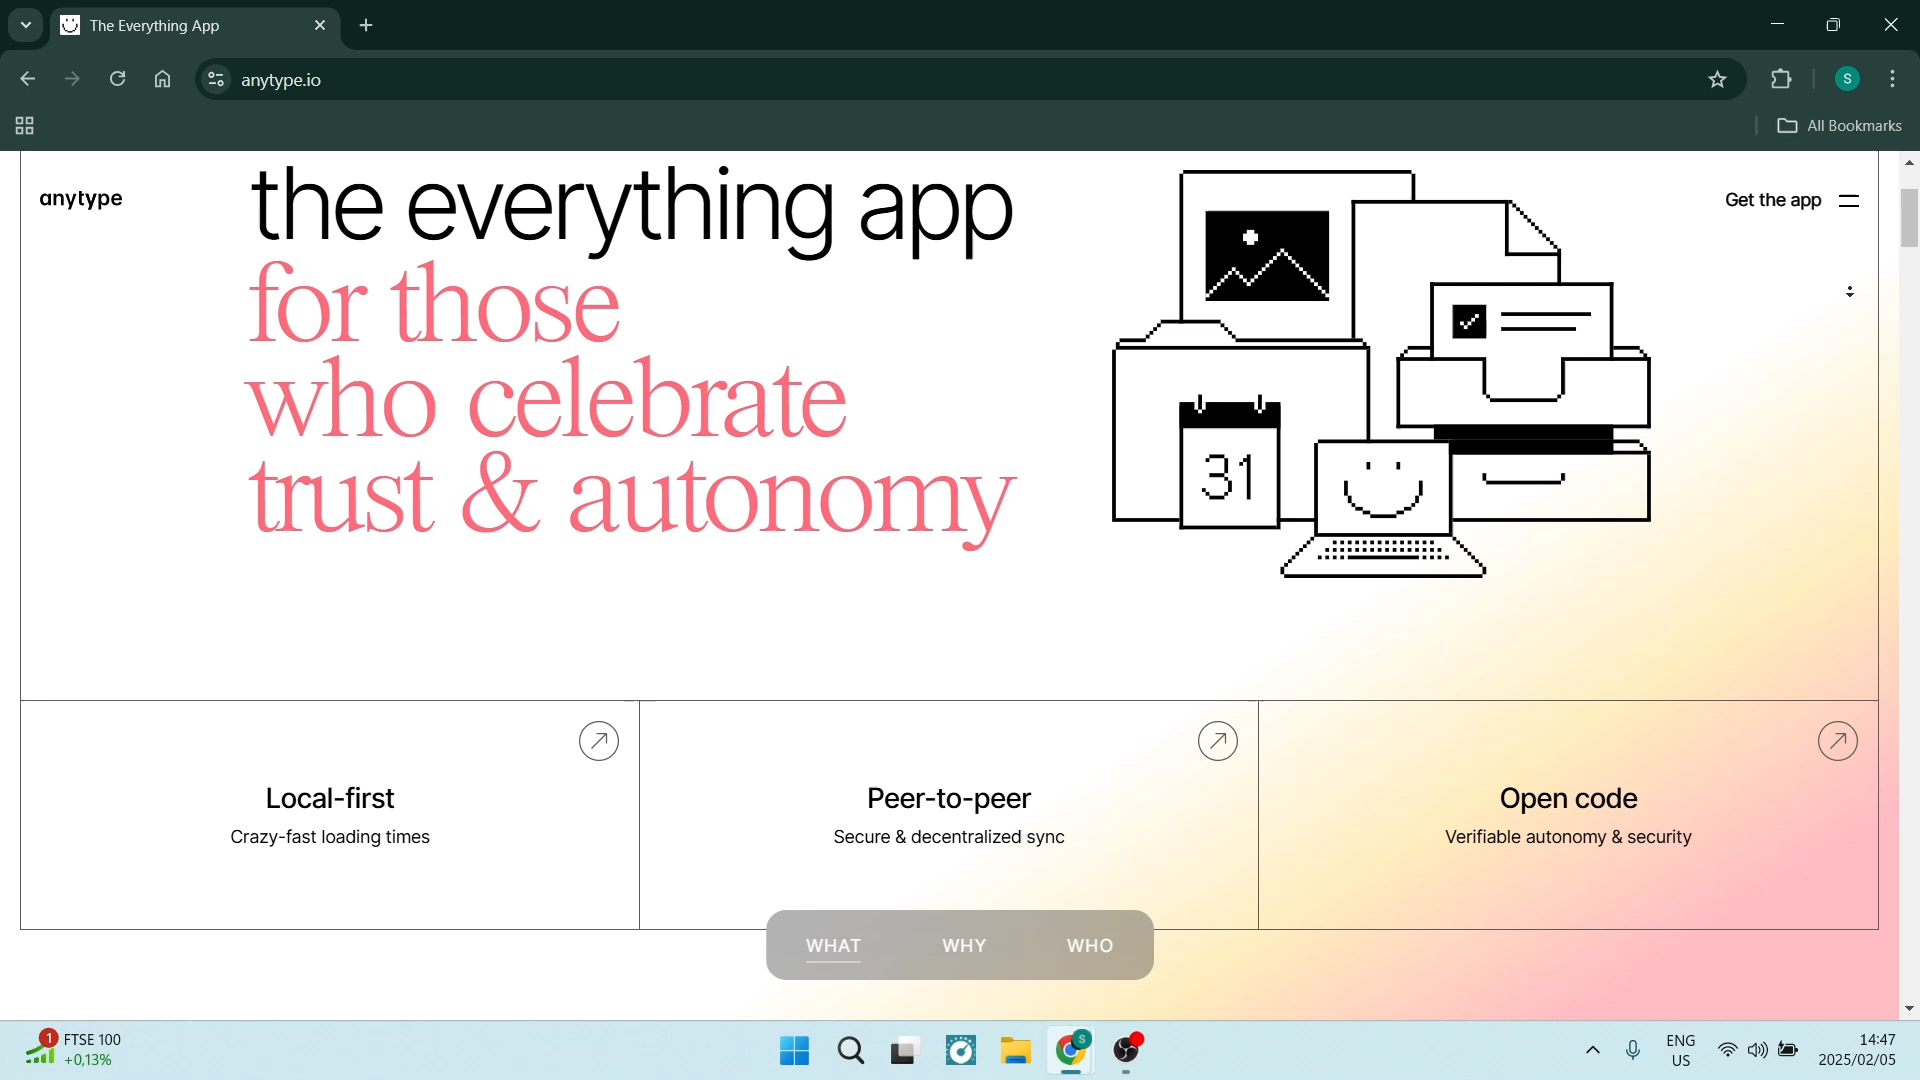 The Everything App
anytype.io
S
All Bookmarks
anytype
Get the app
the everything app
for those
who celebrate
trust & autonomy
31
Local-first
Crazy-fast loading times
Peer-to-peer
Secure & decentralized sync
Open code
Verifiable autonomy & security
WHAT
WHY
WHO
1
FTSE 100
+0,13%
S
ENG
US
14:47
2025/02/05